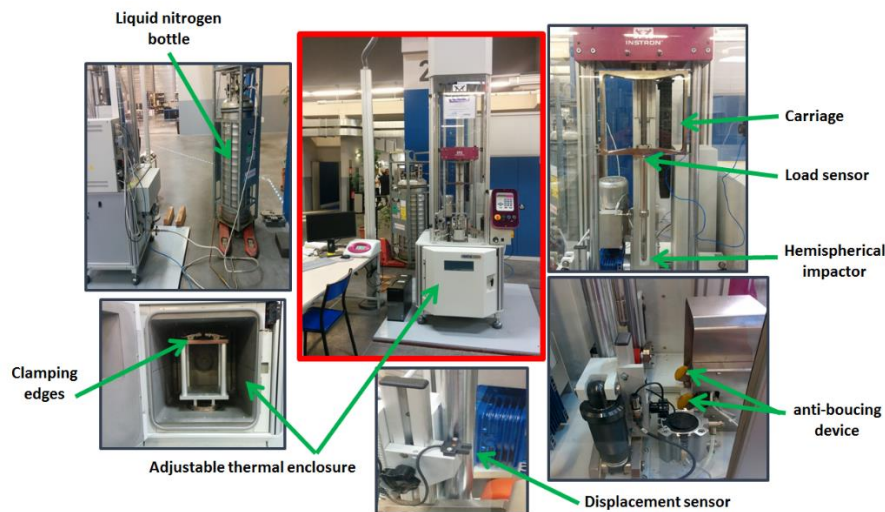 Liquid nitrogen
bottle
2
INSTRON
Carriage
Load sensor
Hemispherical
impactor
Clamping
edges
Adjustable thermal enclosure
anti-boucing
device
Displacement sensor